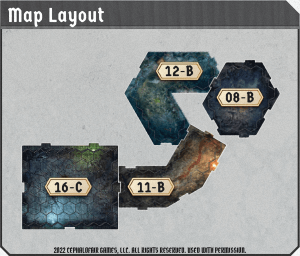 Map Layout
12-B
08-B
16-C
11-B
2022 CEPHALOFAIR GAMES, LLC. ALL RIGHTS RESERVED. USED WITH PERMISSION.